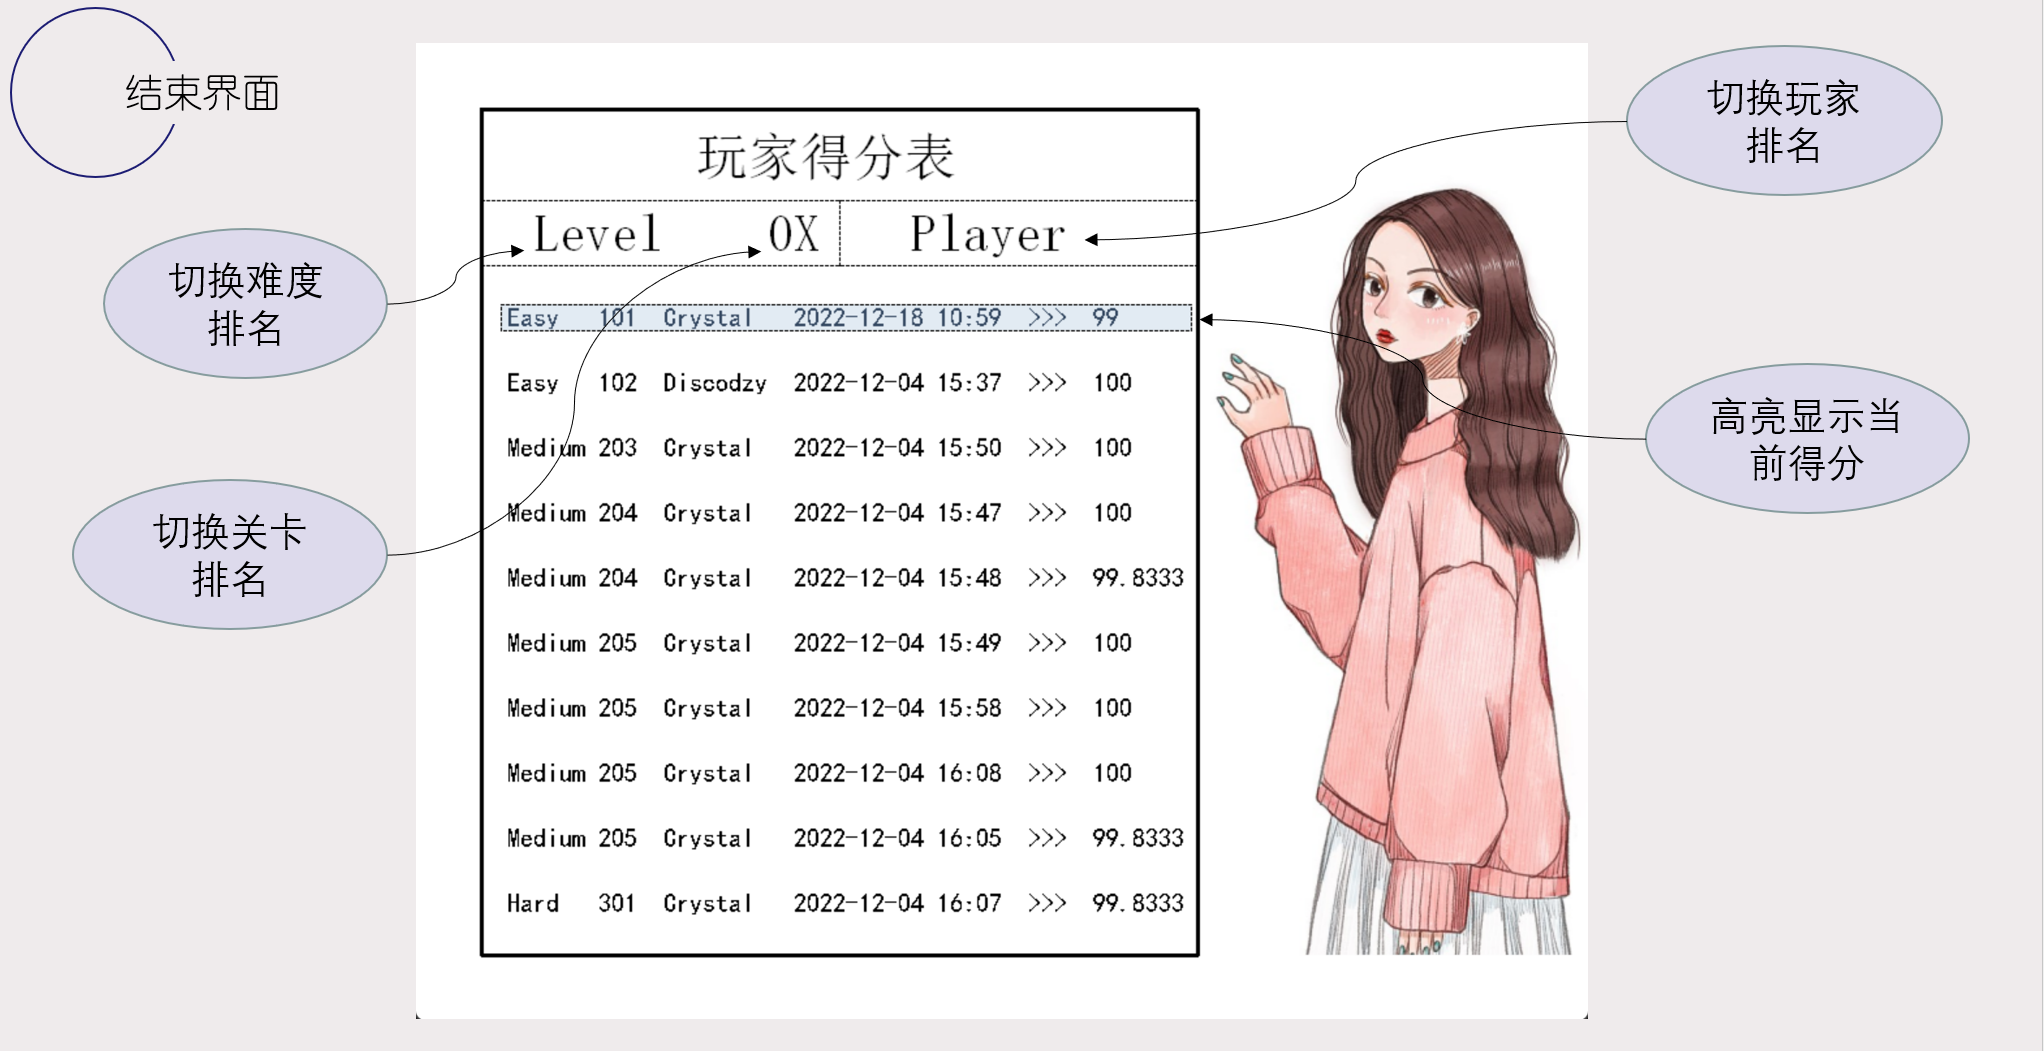 结束界面
玩家得分表
Level OX Player
Easy 101 Crystal 2022-12-18 10:59 >>> 99
Easy 102 Discodzy 2022-12-04 15:37 >>> 100
Medium 203 Crystal 2022-12-04 15:50 >>> 100
Medium 204 Crystal 2022-12-04 15:47 >>> 100
Medium 204 Crystal 2022-12-04 15:48 >>> 99.8333
Medium 205 Crystal 2022-12-04 15:49 >>> 100
Medium 205 Crystal 2022-12-04 15:58 >>> 100
Medium 205 Crystal 2022-12-04 16:08 >>> 100
Medium 205 Crystal 2022-12-04 16:05 >>> 99.8333
Hard 301 Crystal 2022-12-04 16:07 >>> 99.8333
切换难度
排名
切换关卡
排名
切换玩家
排名
高亮显示当
前得分